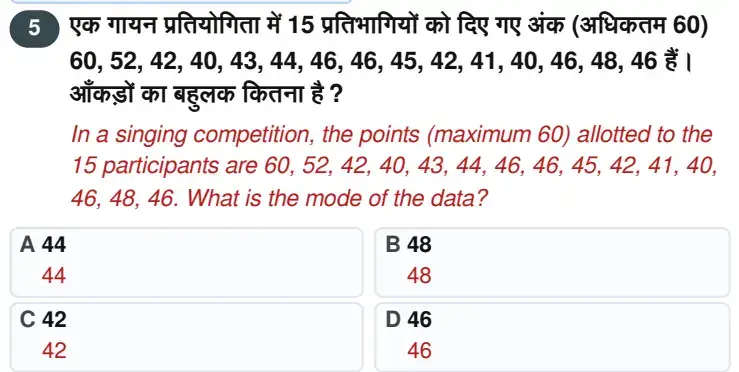 5 एक गायन प्रतियोगिता में 15 प्रतिभागियों को दिए गए अंक (अधिकतम 60)
60, 52, 42, 40, 43, 44, 46, 46, 45, 42, 41, 40, 46, 48, 46 हैं।
आँकड़ों का बहुलक कितना है ?
In a singing competition, the points (maximum 60) allotted to the
15 participants are 60, 52, 42, 40, 43, 44, 46, 46, 45, 42, 41, 40,
46, 48, 46. What is the mode of the data?
A 44
44
B 48
48
C 42
42
D 46
46